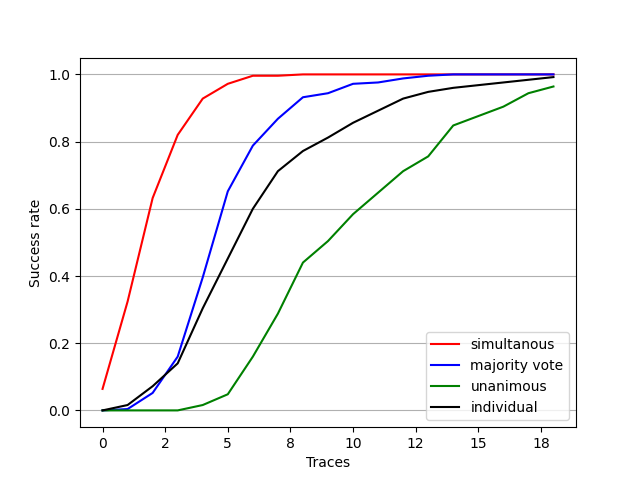 1.0
0.8
0.6
0.4
0.2
0.0
Success rate
0 2 5 8 10 12 15 18
Traces
simultanous
majority vote
unanimous
individual